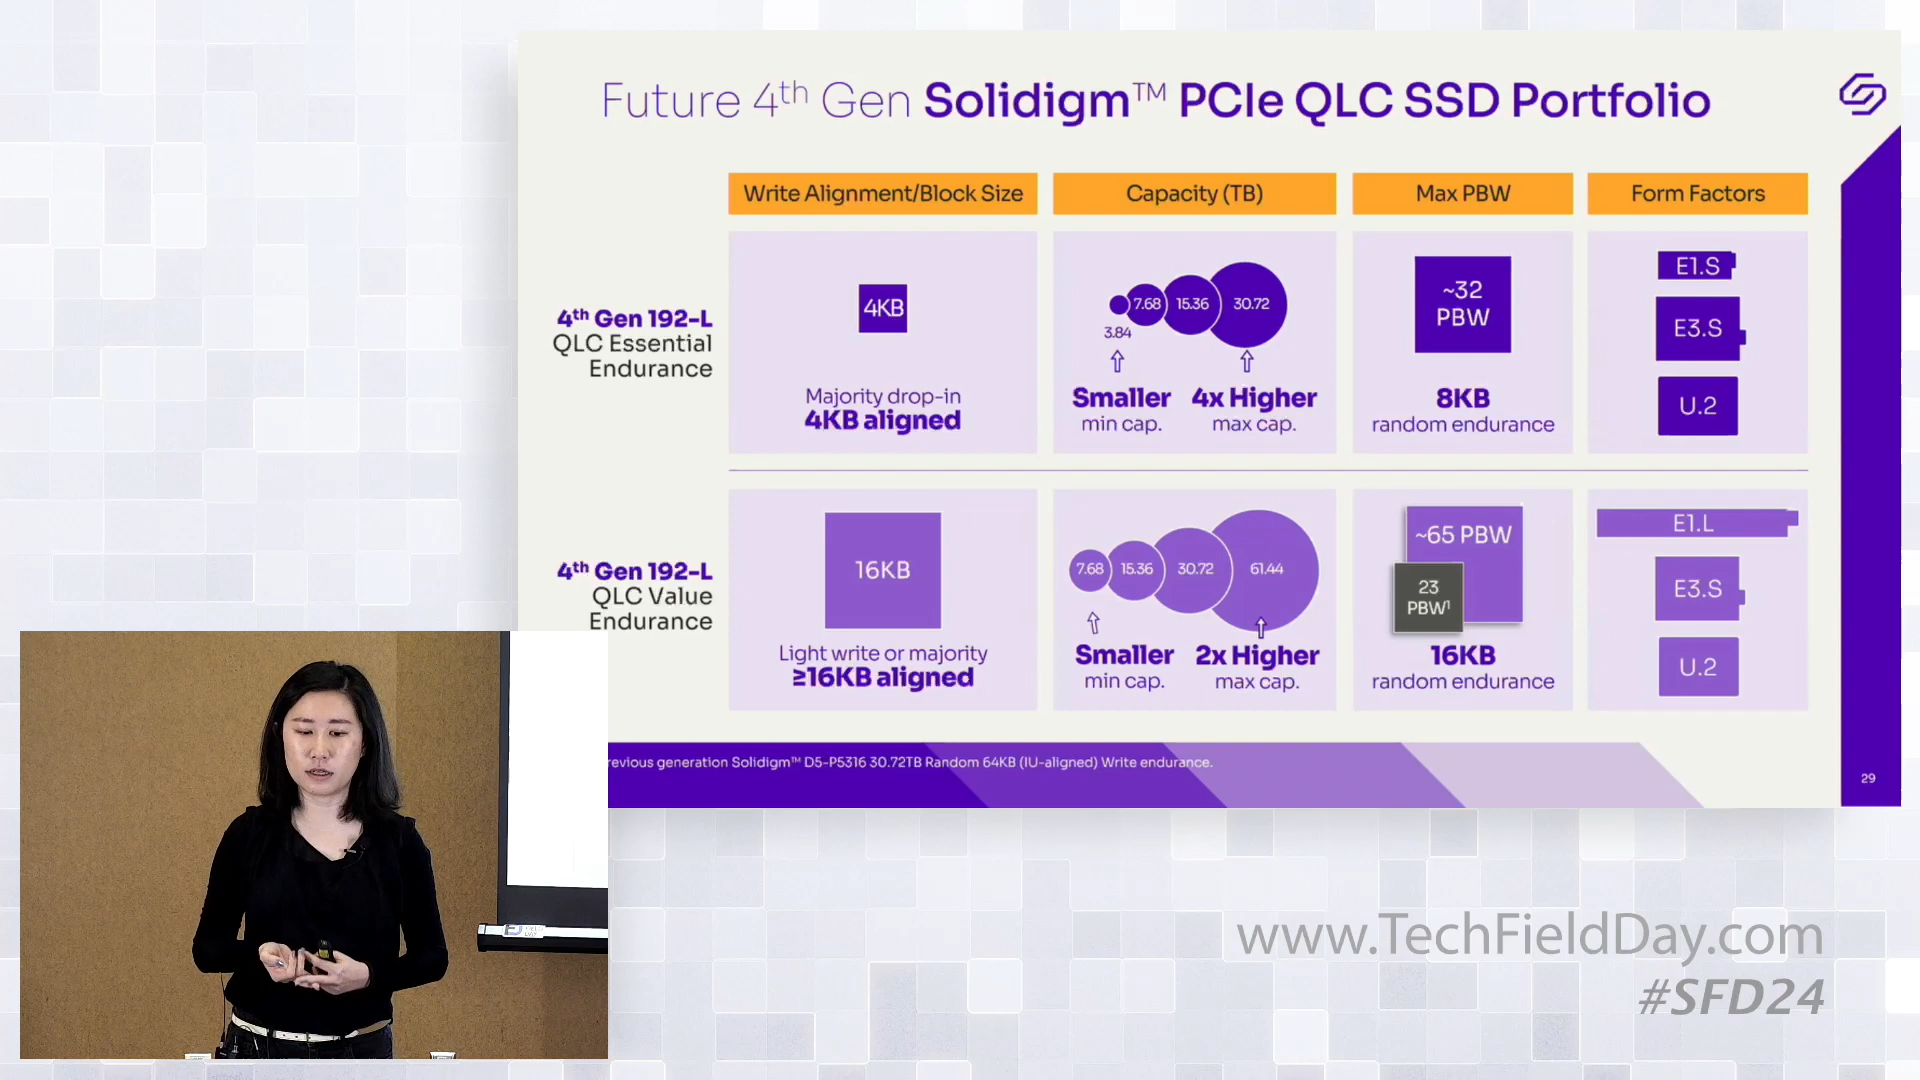 Future 4th Gen Solidigm™ PCIe QLC SSD Portfolio
Write Alignment/Block Size
Capacity (TB)
Max PBW
Form Factors
4th Gen 192-L
QLC Essential
Endurance
4KB
Majority drop-in
4KB aligned
3.84
7.68
15.36
30.72
Smaller
min cap.
4x Higher
max cap.
~32
PBW
8KB
random endurance
E1.S
E3.S
U.2
4th Gen 192-L
QLC Value
Endurance
16KB
Light write or majority
≥16KB aligned
7.68
15.36
30.72
61.44
Smaller
min cap.
2x Higher
max cap.
~65 PBW
23
PBW¹
16KB
random endurance
E1.L
E3.S
U.2
Solidigm™ D5-P5316 30.72TB Random 64KB (IU-aligned) Write endurance.
generation
29
www.TechFieldDay.com
#SFD24